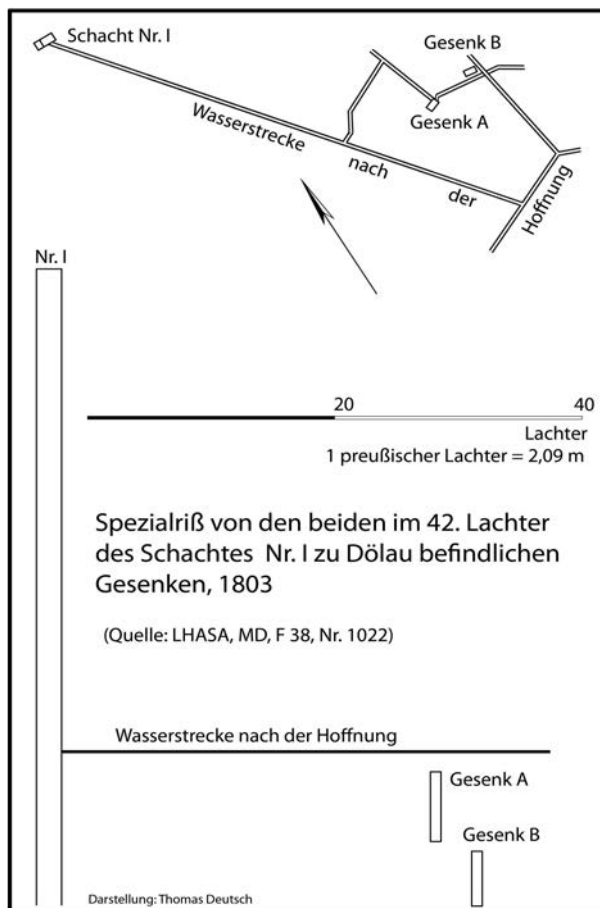 Schacht Nr. I
Gesenk B
Gesenk A
Wasserstrecke nach der Hoffnung
Nr. I
20
40
Lachter
1 preußischer Lachter = 2,09 m
Spezialriß von den beiden im 42. Lachter
des Schachtes Nr. I zu Dölau befindlichen
Gesenken, 1803
(Quelle: LHASA, MD, F 38, Nr. 1022)
Wasserstrecke nach der Hoffnung
Gesenk A
Gesenk B
Darstellung: Thomas Deutsch